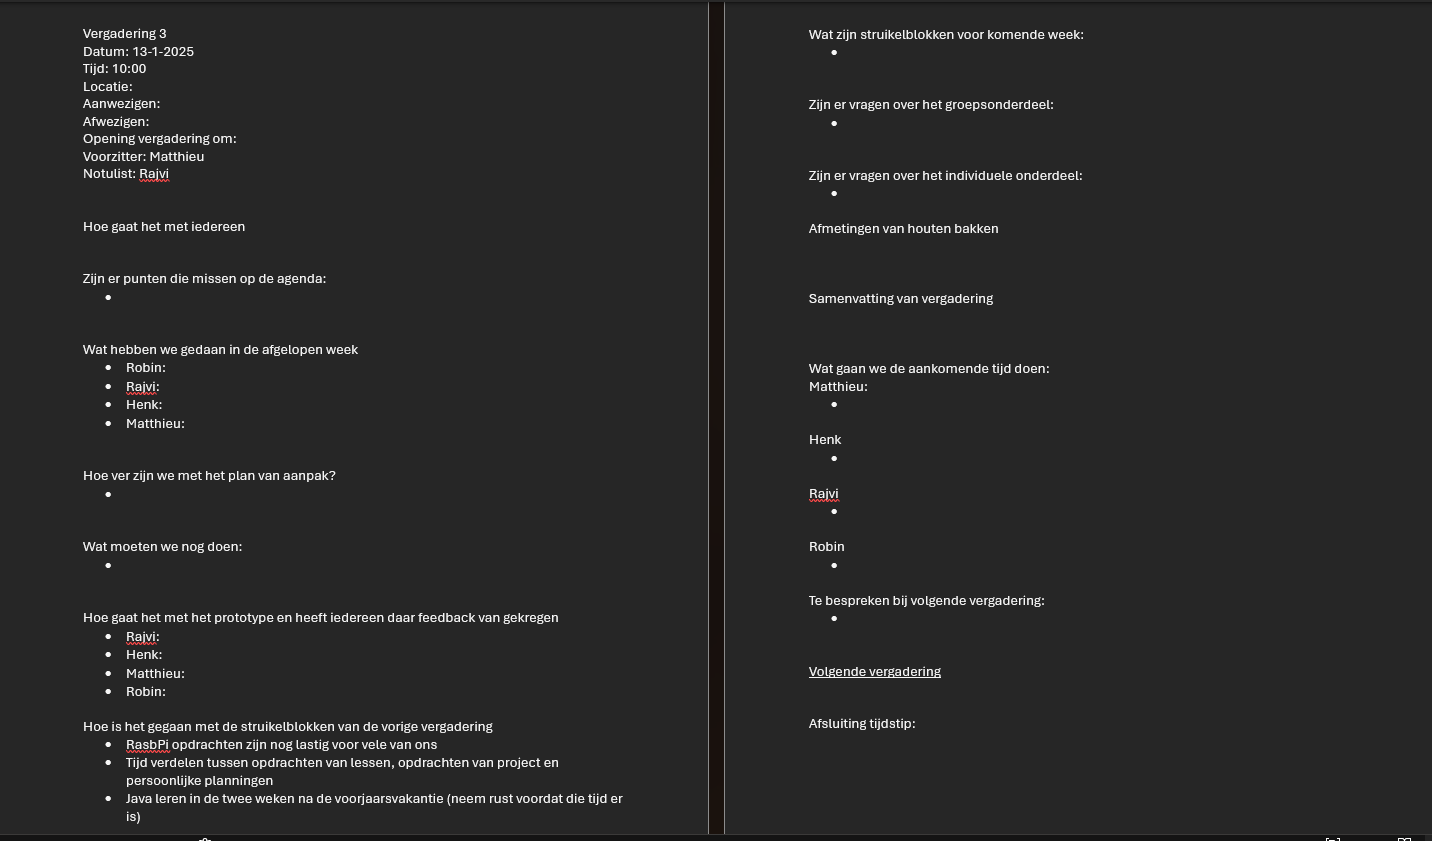 Vergadering 3
Datum: 13-1-2025
Tijd: 10:00
Locatie:
Aanwezigen:
Afwezigen:
Opening vergadering om:
Voorzitter: Matthieu
Notulist: Rajvi
Hoe gaat het met iedereen
Zijn er punten die missen op de agenda:
•
Wat hebben we gedaan in de afgelopen week
• Robin:
• Rajvi:
• Henk:
• Matthieu:
Hoe ver zijn we met het plan van aanpak?
•
Wat moeten we nog doen:
•
Hoe gaat het met het prototype en heeft iedereen daar feedback van gekregen
• Rajvi:
• Henk:
• Matthieu:
• Robin:
Hoe is het gegaan met de struikelblokken van de vorige vergadering
• RasbPi opdrachten zijn nog lastig voor vele van ons
• Tijd verdelen tussen opdrachten van lessen, opdrachten van project en
persoonlijke planningen
• Java leren in de twee weken na de voorjaarsvakantie (neem rust voordat die tijd er
is)
Wat zijn struikelblokken voor komende week:
•
Zijn er vragen over het groepsonderdeel:
•
Zijn er vragen over het individuele onderdeel:
•
Afmetingen van houten bakken
Samenvatting van vergadering
Wat gaan we de aankomende tijd doen:
Matthieu:
•
Henk
•
Rajvi
•
Robin
•
Te bespreken bij volgende vergadering:
•
Volgende vergadering
Afsluiting tijdstip: